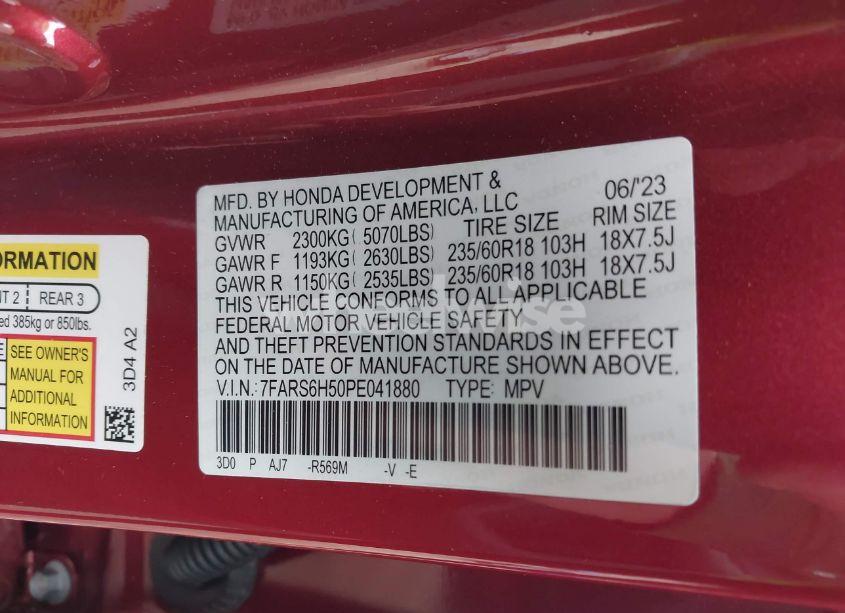 MFD. BY HONDA DEVELOPMENT & 06/'23
MANUFACTURING OF AMERICA, LLC TIRE SIZE RIM SIZE
GVWR 2300KG ( 5070LBS)
GAWR F 1193KG ( 2630LBS) 235/60R18 103H 18X7.5J
GAWR R 1150KG ( 2535LBS) 235/60R18 103H 18X7.5J
THIS VEHICLE CONFORMS TO ALL APPLICABLE
FEDERAL MOTOR VEHICLE SAFETY
AND THEFT PREVENTION STANDARDS IN EFFECT
ON THE DATE OF MANUFACTURE SHOWN ABOVE.
V.I.N.: 7FARS6H50PE041880 TYPE: MPV
3D0 P AJ7 -R569M -V -E
REAR 3
385kg or 850lbs.
SEE OWNER'S
MANUAL FOR
ADDITIONAL
INFORMATION
3D4 A2